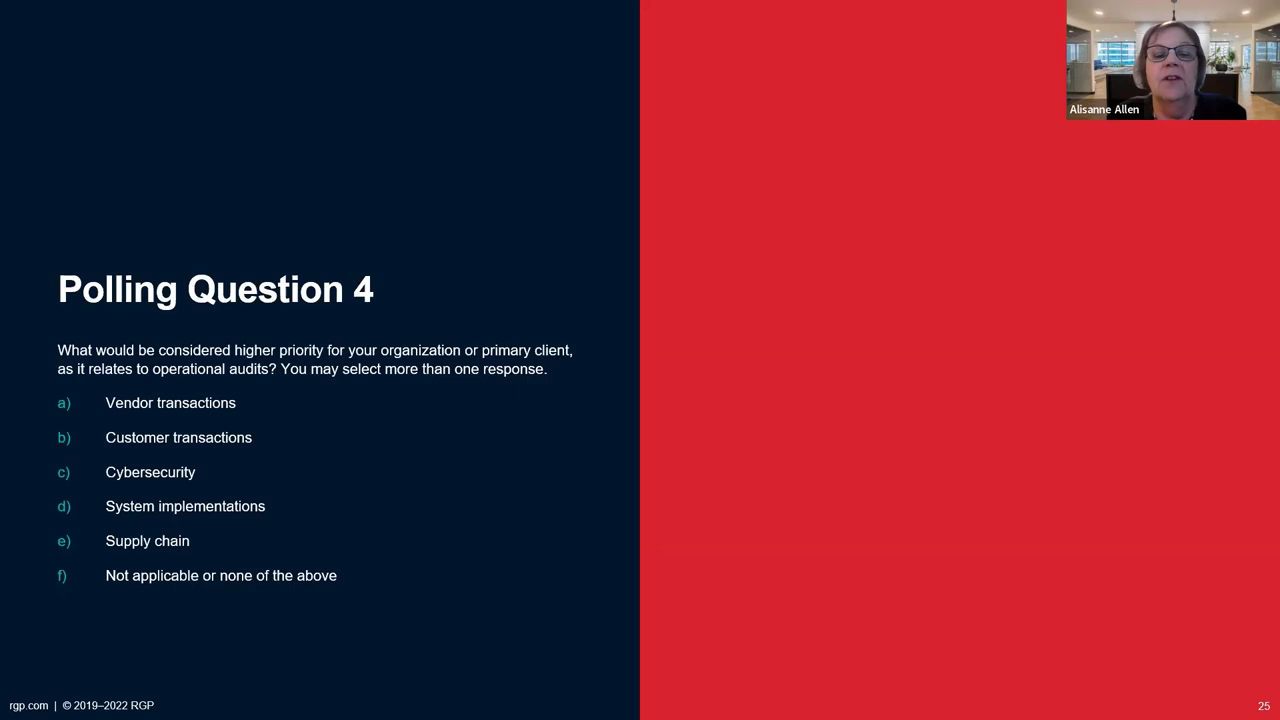 Alisanne Allen
Polling Question 4
What would be considered higher priority for your organization or primary client,
as it relates to operational audits? You may select more than one response.
a) Vendor transactions
b) Customer transactions
c) Cybersecurity
d) System implementations
e) Supply chain
f) Not applicable or none of the above
rgp.com | © 2019–2022 RGP
25